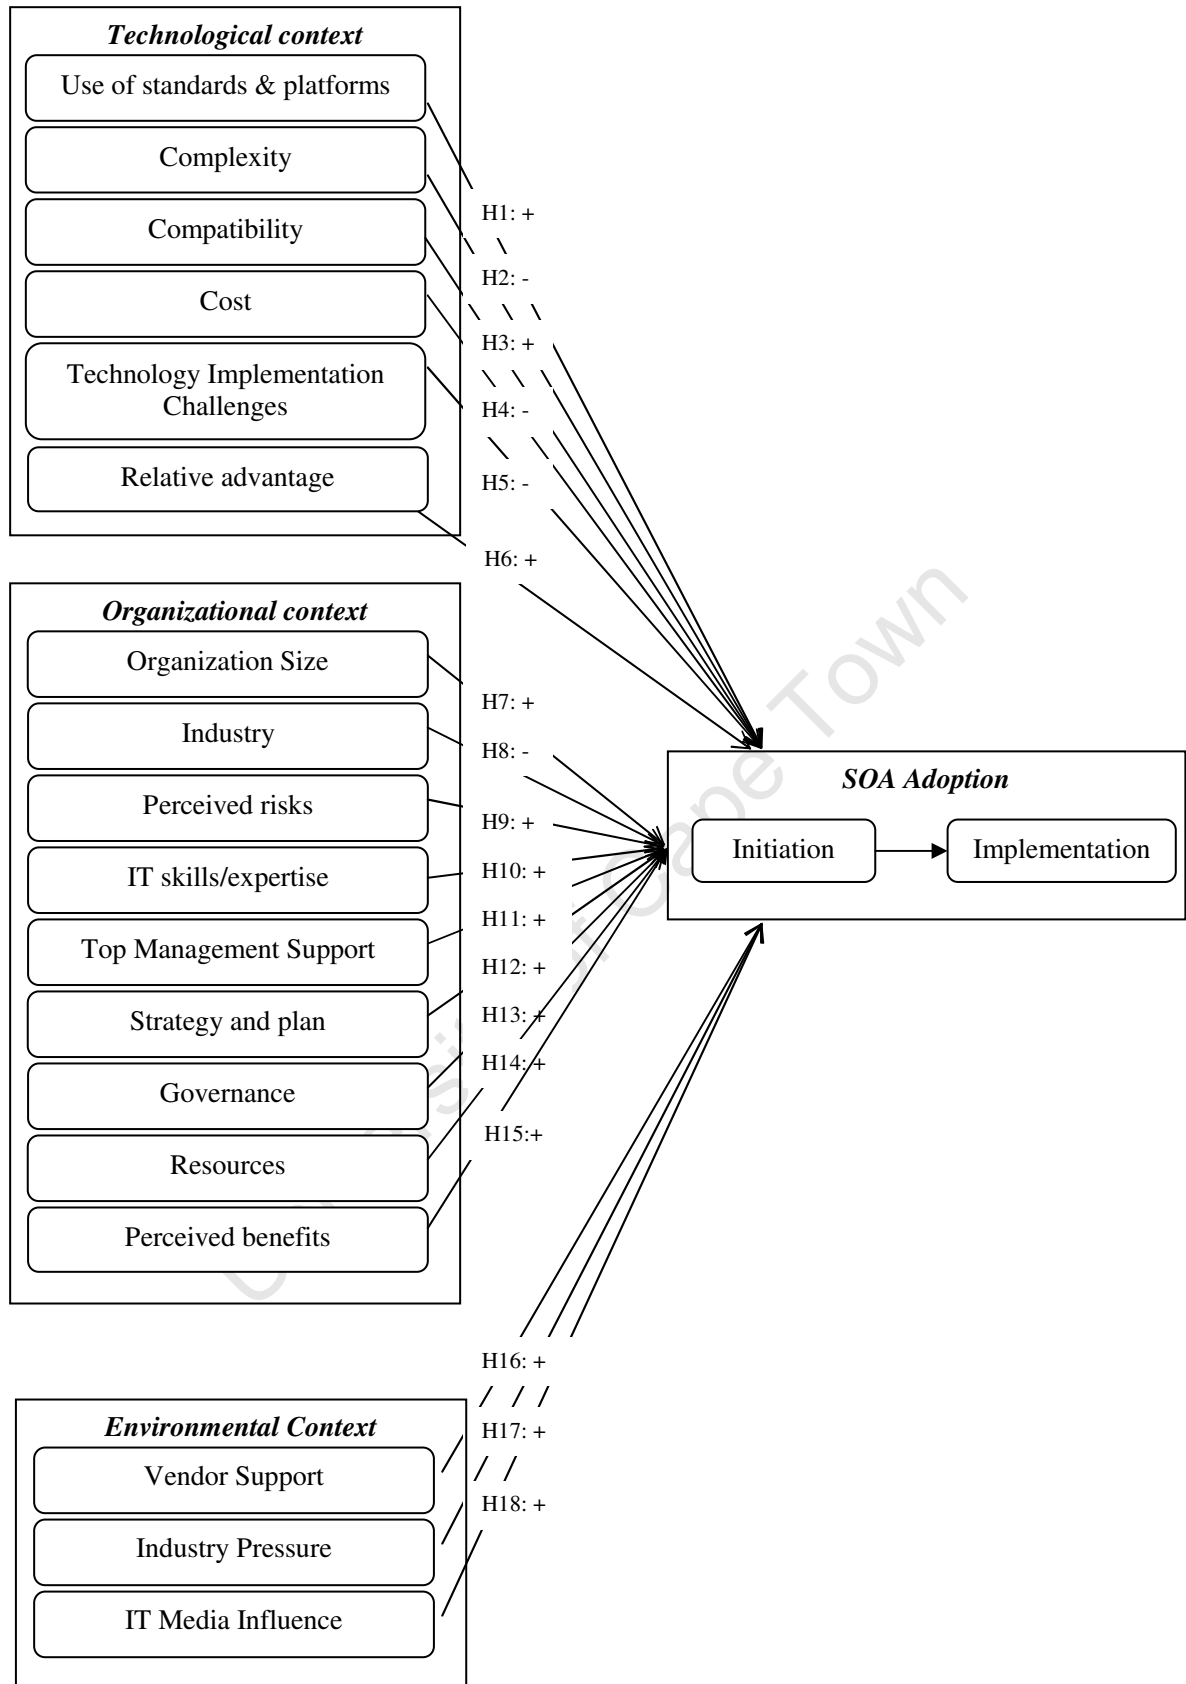 Technological context
Use of standards & platforms
Complexity
Compatibility
Cost
Technology Implementation
Challenges
Relative advantage
H1: +
H2: -
H3: +
H4: -
H5: -
H6: +
Organizational context
Organization Size
Industry
Perceived risks
IT skills/expertise
Top Management Support
Strategy and plan
Governance
Resources
Perceived benefits
H7: +
H8: -
H9: +
H10: +
H11: +
H12: +
H13: +
H14: +
H15:+
SOA Adoption
Initiation
Implementation
Environmental Context
Vendor Support
Industry Pressure
IT Media Influence
H16: +
H17: +
H18: +
Cape Town